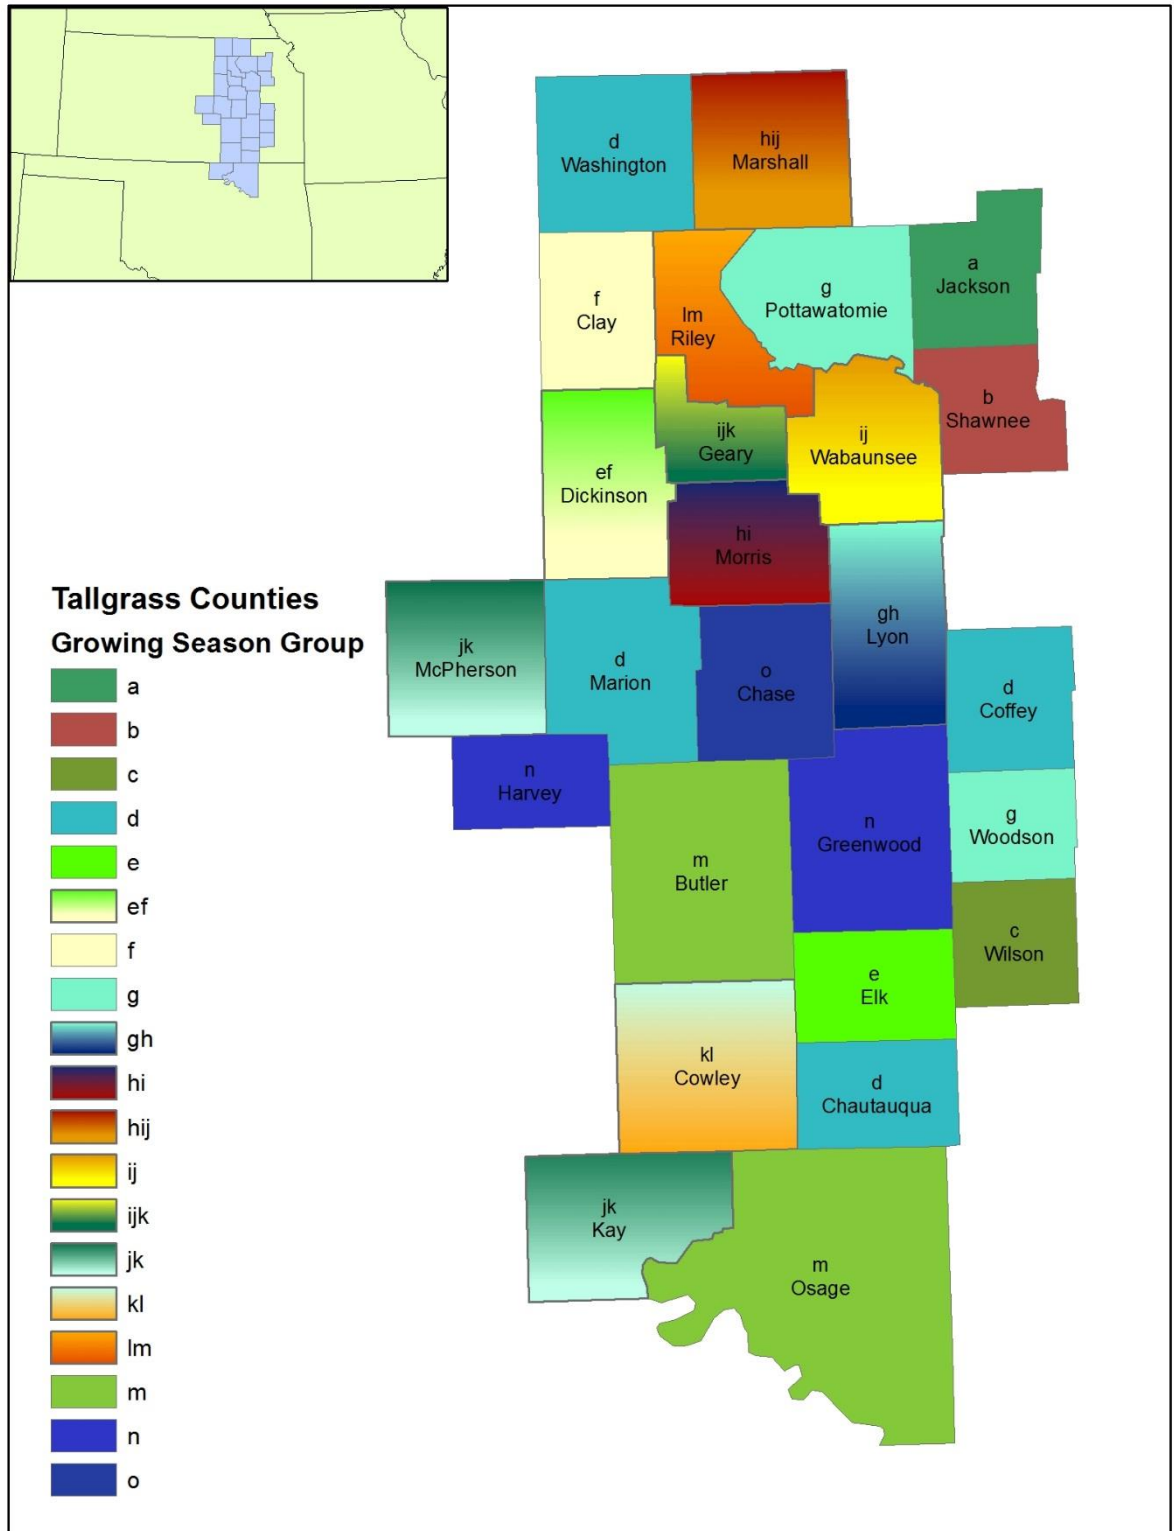 d
Washington
hij
Marshall
a
Jackson
g
Pottawatomie
f
Clay
lm
Riley
b
Shawnee
ijk
Geary
ij
Wabaunsee
ef
Dickinson
hi
Morris
gh
Lyon
jk
McPherson
d
Marion
o
Chase
d
Coffey
n
Harvey
g
Woodson
n
Greenwood
m
Butler
c
Wilson
e
Elk
kl
Cowley
d
Chautauqua
jk
Kay
m
Osage
Tallgrass Counties
Growing Season Group
a
b
c
d
e
ef
f
g
gh
hi
hij
ij
ijk
jk
kl
lm
m
n
o